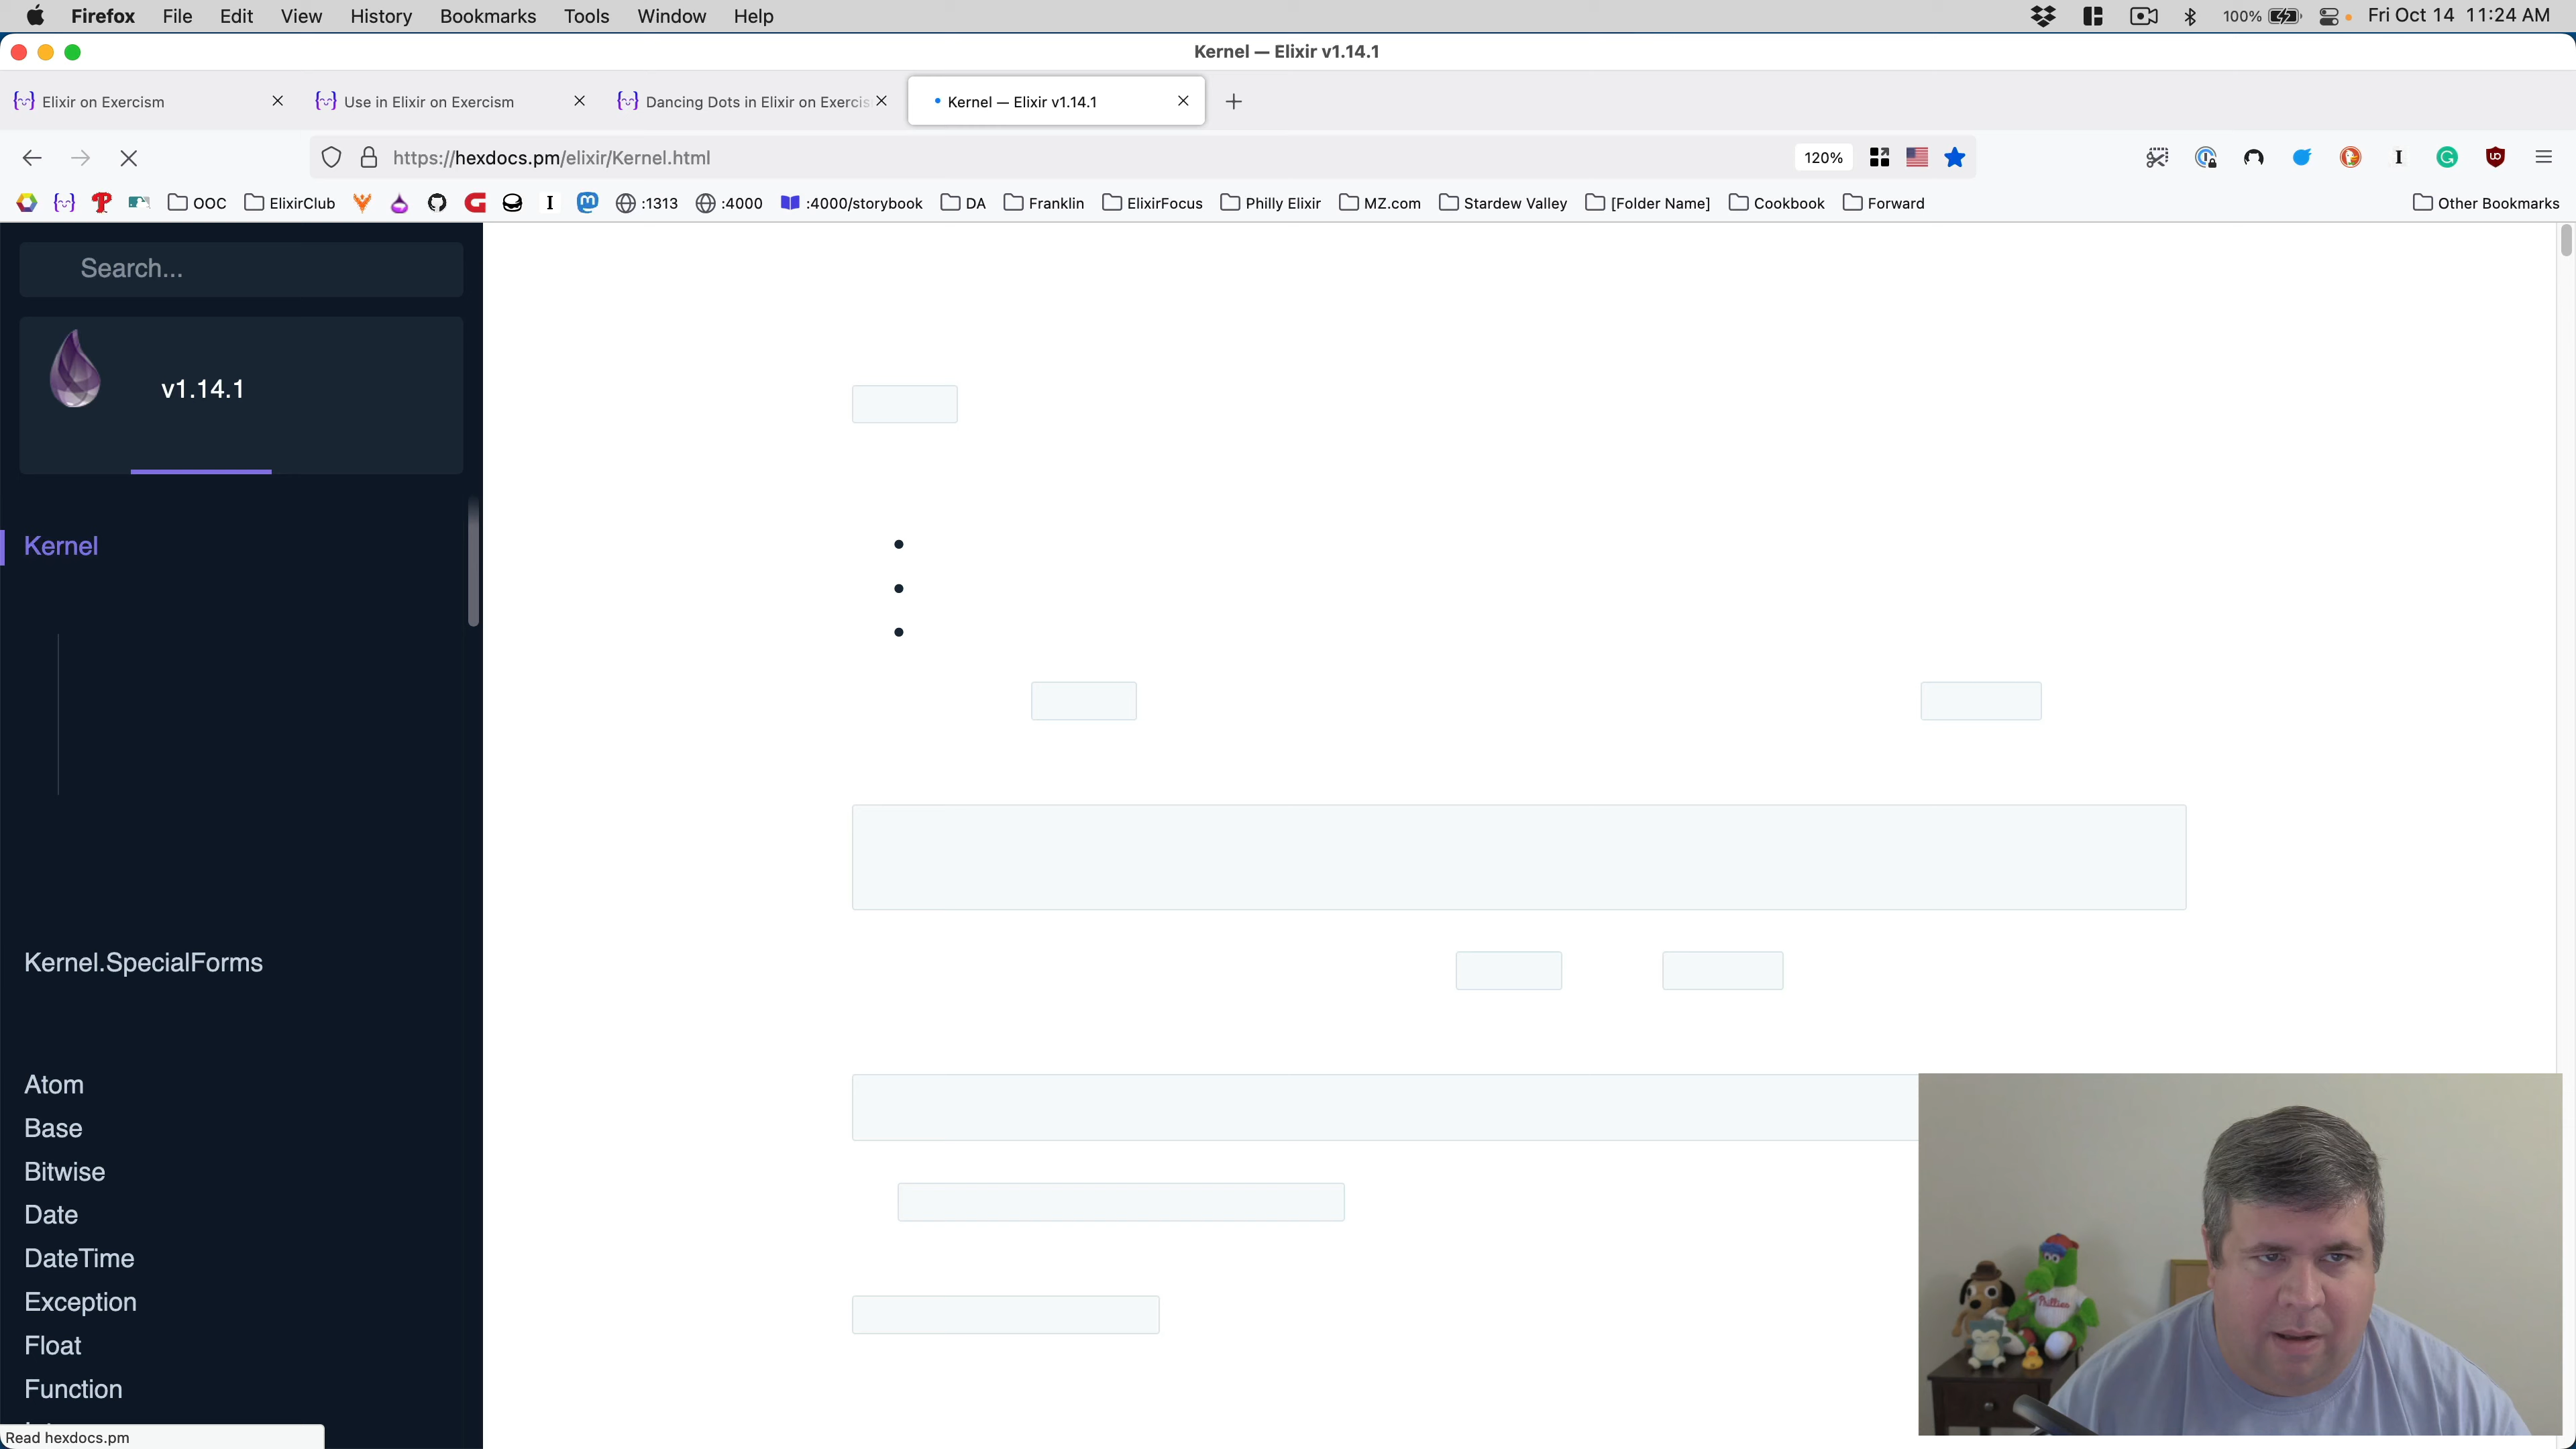 Firefox File Edit View History Bookmarks Tools Window Help 100% Fri Oct 14 11:24 AM
Kernel — Elixir v1.14.1
Elixir on Exercism Use in Elixir on Exercism Dancing Dots in Elixir on Exercis Kernel — Elixir v1.14.1
https://hexdocs.pm/elixir/Kernel.html 120%
OOC ElixirClub :1313 :4000 :4000/storybook DA Franklin ElixirFocus Philly Elixir MZ.com Stardew Valley [Folder Name] Cookbook Forward Other Bookmarks
Search...
v1.14.1
Kernel
Kernel.SpecialForms
Atom
Base
Bitwise
Date
DateTime
Exception
Float
Function
Read hexdocs.pm
Phillies